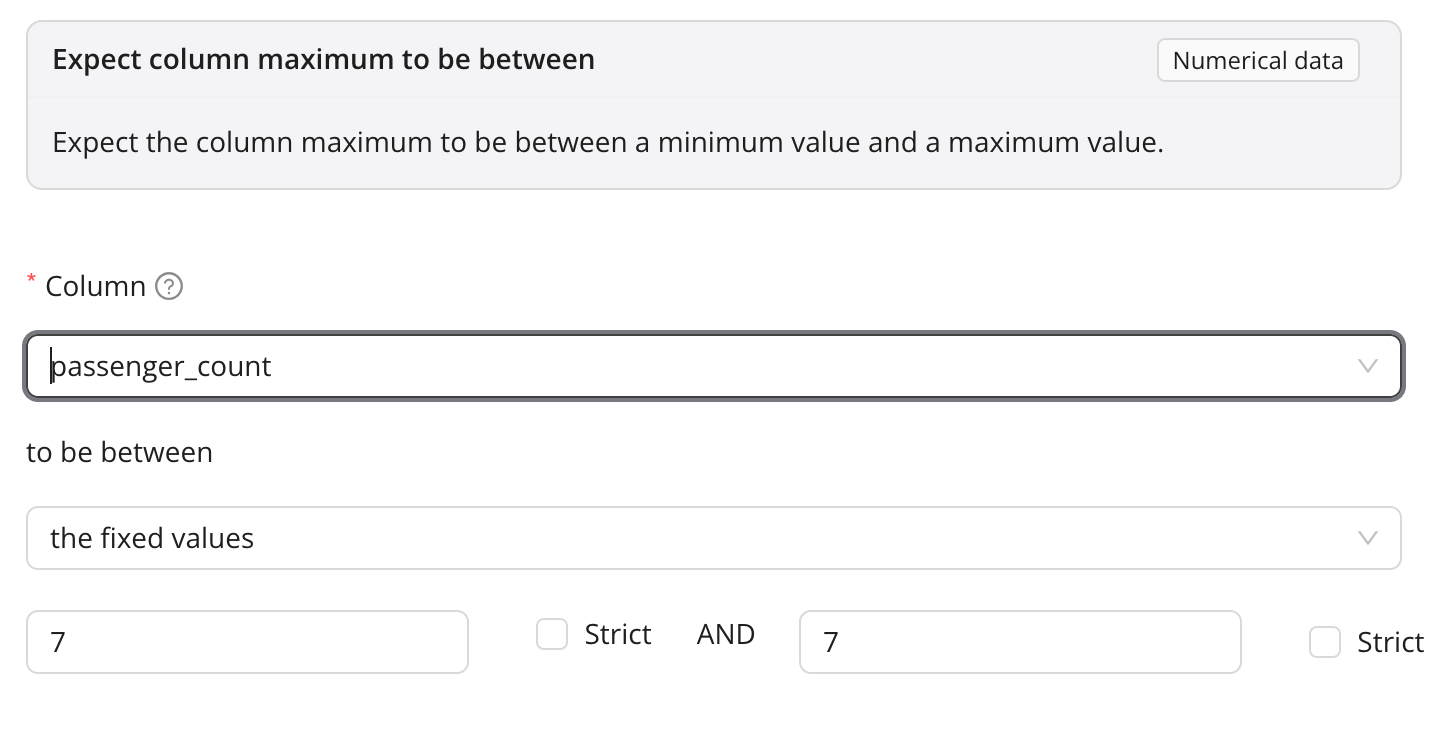 Expect column maximum to be between Numerical data
Expect the column maximum to be between a minimum value and a maximum value.
* Column ?
passenger_count
to be between
the fixed values
7 Strict AND 7 Strict